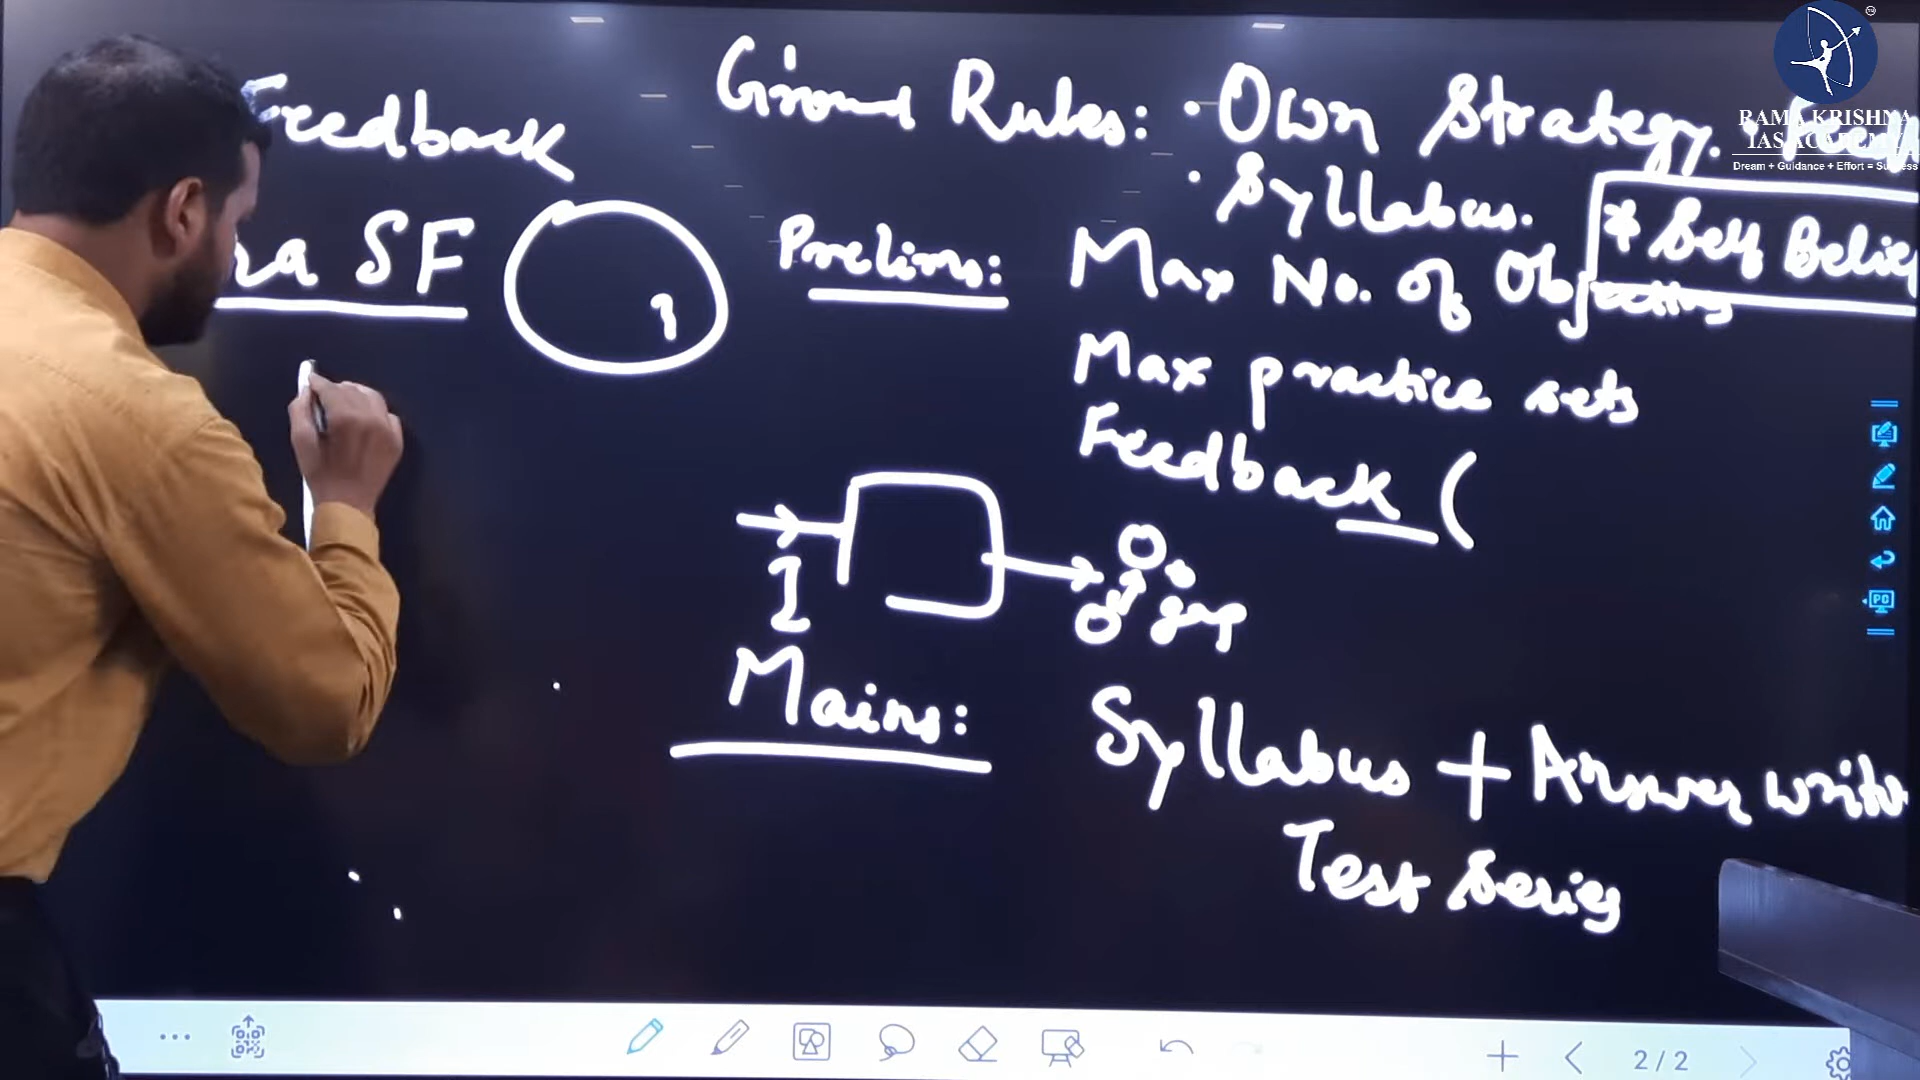 Feedback
SF
Ground Rules: · Own Strategy.
· Syllabus.
* Self Belief
Prelims: Max No. of Objectives
Max practice sets
Feedback (
I
Mains: Syllabus + Answer
Test Series
RAMA KRISHNA
IAS ACADEMY
Dream + Guidance + Effort = Success
2/2